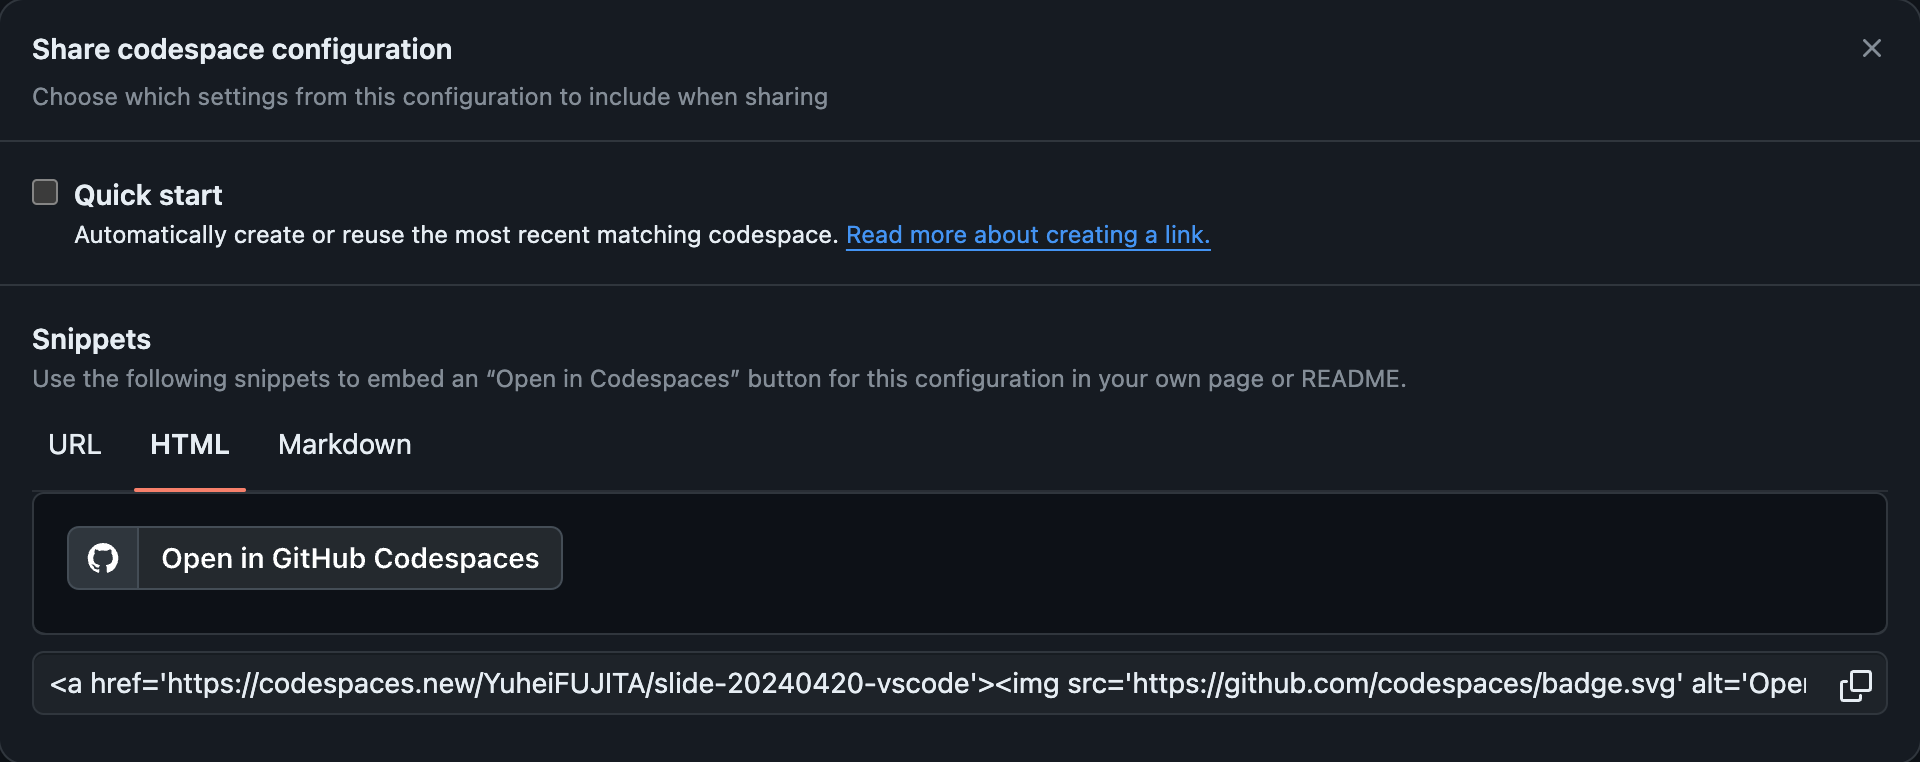 Share codespace configuration
Choose which settings from this configuration to include when sharing
Quick start
Automatically create or reuse the most recent matching codespace. Read more about creating a link.
Snippets
Use the following snippets to embed an “Open in Codespaces” button for this configuration in your own page or README.
URL HTML Markdown
Open in GitHub Codespaces
<a href='https://codespaces.new/YuheiFUJITA/slide-20240420-vscode'><img src='https://github.com/codespaces/badge.svg' alt='Open